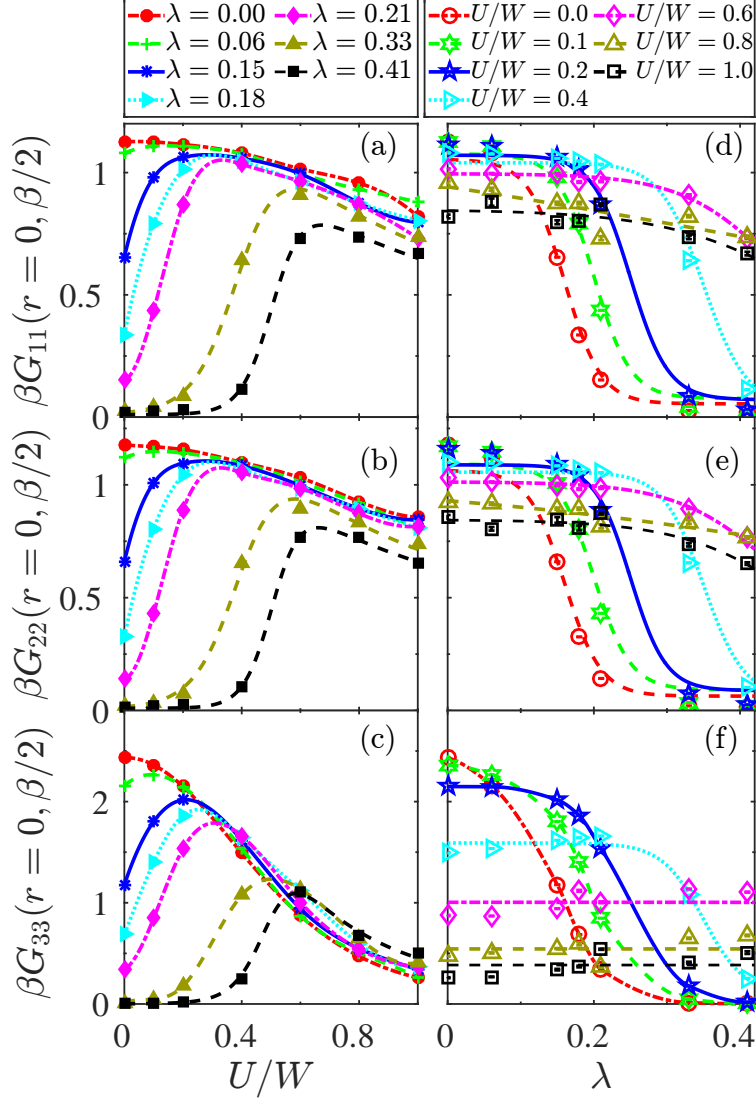 λ = 0.00 λ = 0.21 U/W = 0.0 U/W = 0.6
λ = 0.06 λ = 0.33 U/W = 0.1 U/W = 0.8
λ = 0.15 λ = 0.41 U/W = 0.2 U/W = 1.0
λ = 0.18 U/W = 0.4
(a) (d)
1
0.5
0
βG₁₁(r = 0, β/2)
(b) (e)
1
0.5
0
βG₂₂(r = 0, β/2)
(c) (f)
2
1
0
βG₃₃(r = 0, β/2)
0 0.4 0.8 0 0.2 0.4
U/W λ